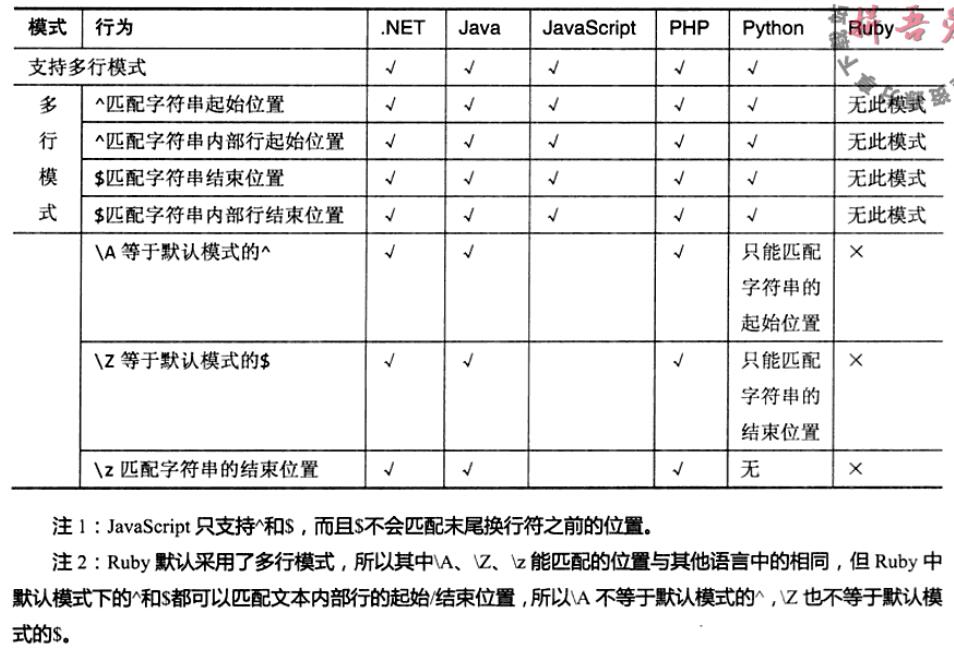 模式 行为 .NET Java JavaScript PHP Python Ruby
支持多行模式 √ √ √ √ √
多行模式 ^匹配字符串起始位置 √ √ √ √ √ 无此模式
^匹配字符串内部行起始位置 √ √ √ √ √ 无此模式
$匹配字符串结束位置 √ √ √ √ √ 无此模式
$匹配字符串内部行结束位置 √ √ √ √ √ 无此模式
\A 等于默认模式的^ √ √ √ 只能匹配 ×
字符串的
起始位置
\Z 等于默认模式的$ √ √ √ 只能匹配 ×
字符串的
结束位置
\z 匹配字符串的结束位置 √ √ √ 无 ×
注 1：JavaScript 只支持^和$，而且$不会匹配末尾换行符之前的位置。
注 2：Ruby 默认采用了多行模式，所以其中\A、\Z、\z 能匹配的位置与其他语言中的相同，但 Ruby 中
默认模式下的^和$都可以匹配文本内部行的起始/结束位置，所以\A 不等于默认模式的^，\Z 也不等于默认模
式的$。